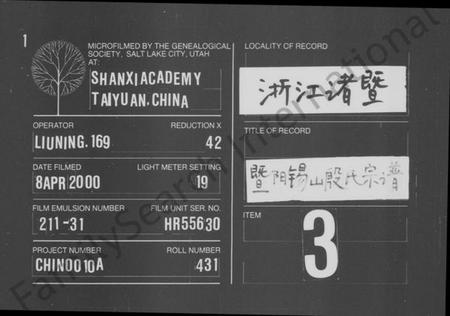 1
MICROFILMED BY THE GENEALOGICAL
SOCIETY, SALT LAKE CITY, UTAH
AT:
SHANXI ACADEMY
TAIYUAN, CHINA
OPERATOR REDUCTION X
LIUNING. 169 42
DATE FILMED LIGHT METER SETTING
8APR 2000 19
FILM EMULSION NUMBER FILM UNIT SER. NO.
211-31 HR55630
PROJECT NUMBER ROLL NUMBER
CHINO010A 431
LOCALITY OF RECORD
浙江诸暨
TITLE OF RECORD
暨阳锡山殷氏宗谱
ITEM
3
FamilySearch International